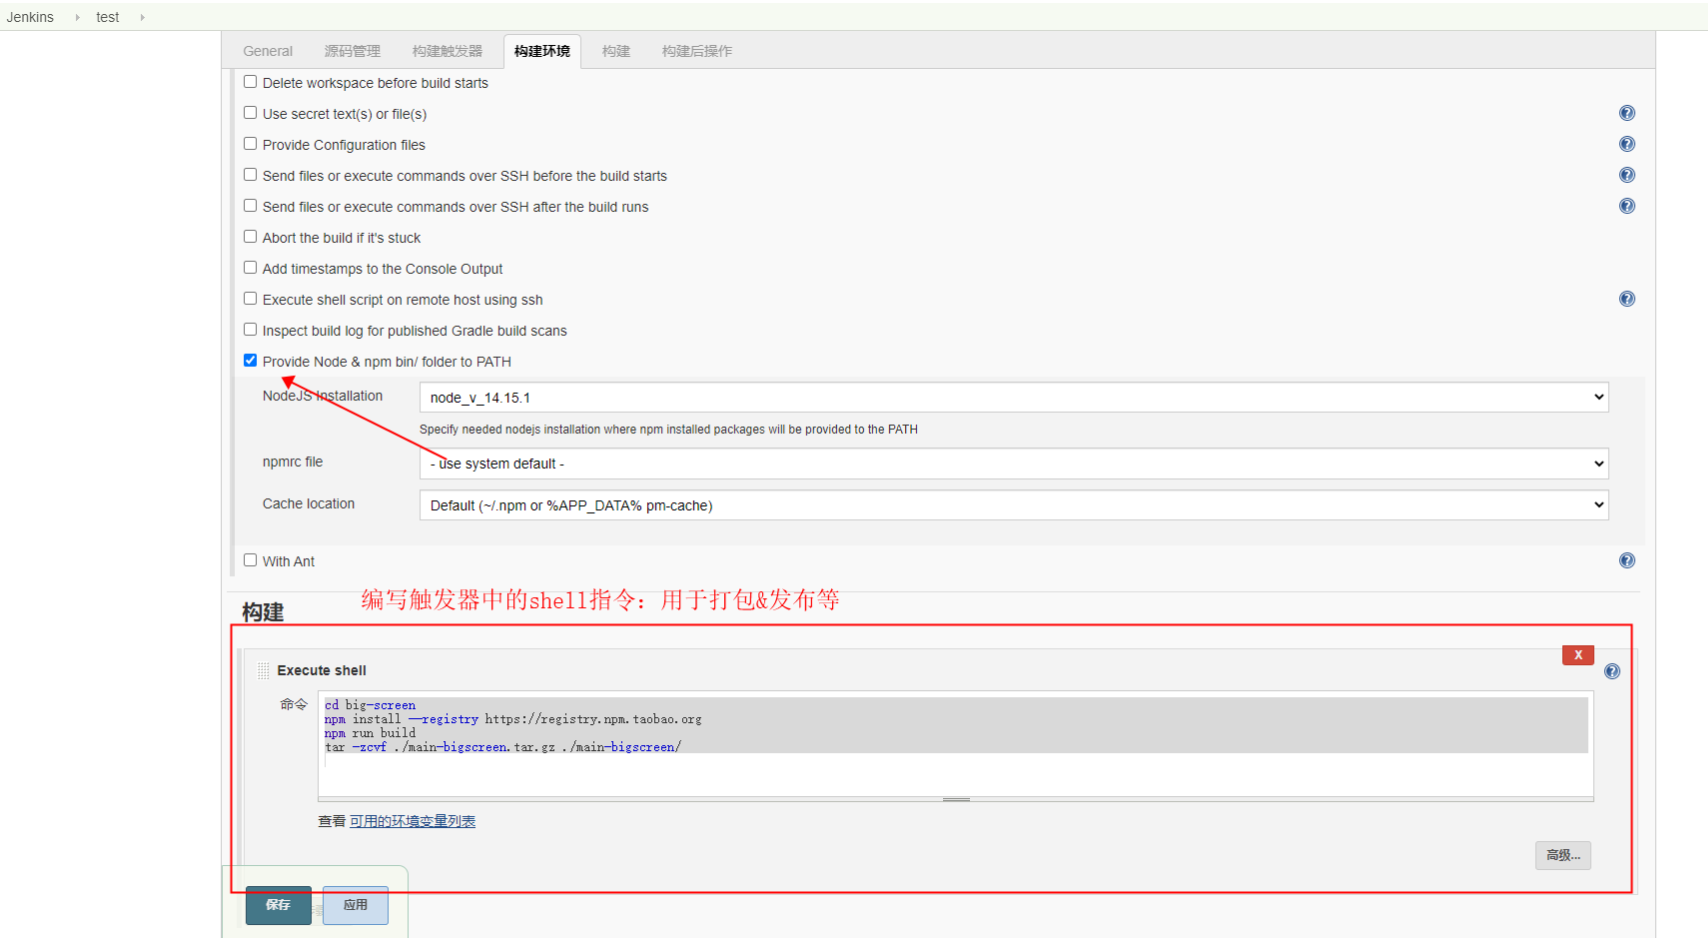 Jenkins test
General 源码管理 构建触发器 构建环境 构建 构建后操作
Delete workspace before build starts
Use secret text(s) or file(s)
Provide Configuration files
Send files or execute commands over SSH before the build starts
Send files or execute commands over SSH after the build runs
Abort the build if it's stuck
Add timestamps to the Console Output
Execute shell script on remote host using ssh
Inspect build log for published Gradle build scans
Provide Node & npm bin/ folder to PATH
NodeJS Installation node_v_14.15.1
Specify needed nodejs installation where npm installed packages will be provided to the PATH
npmrc file - use system default -
Cache location Default (~/.npm or %APP_DATA% pm-cache)
With Ant
编写触发器中的shell指令：用于打包&发布等
构建
X
Execute shell
命令
cd big-screen
npm install --registry https://registry.npm.taobao.org
npm run build
tar -zcvf ./main-bigscreen.tar.gz ./main-bigscreen/
查看 可用的环境变量列表
高级...
保存 应用